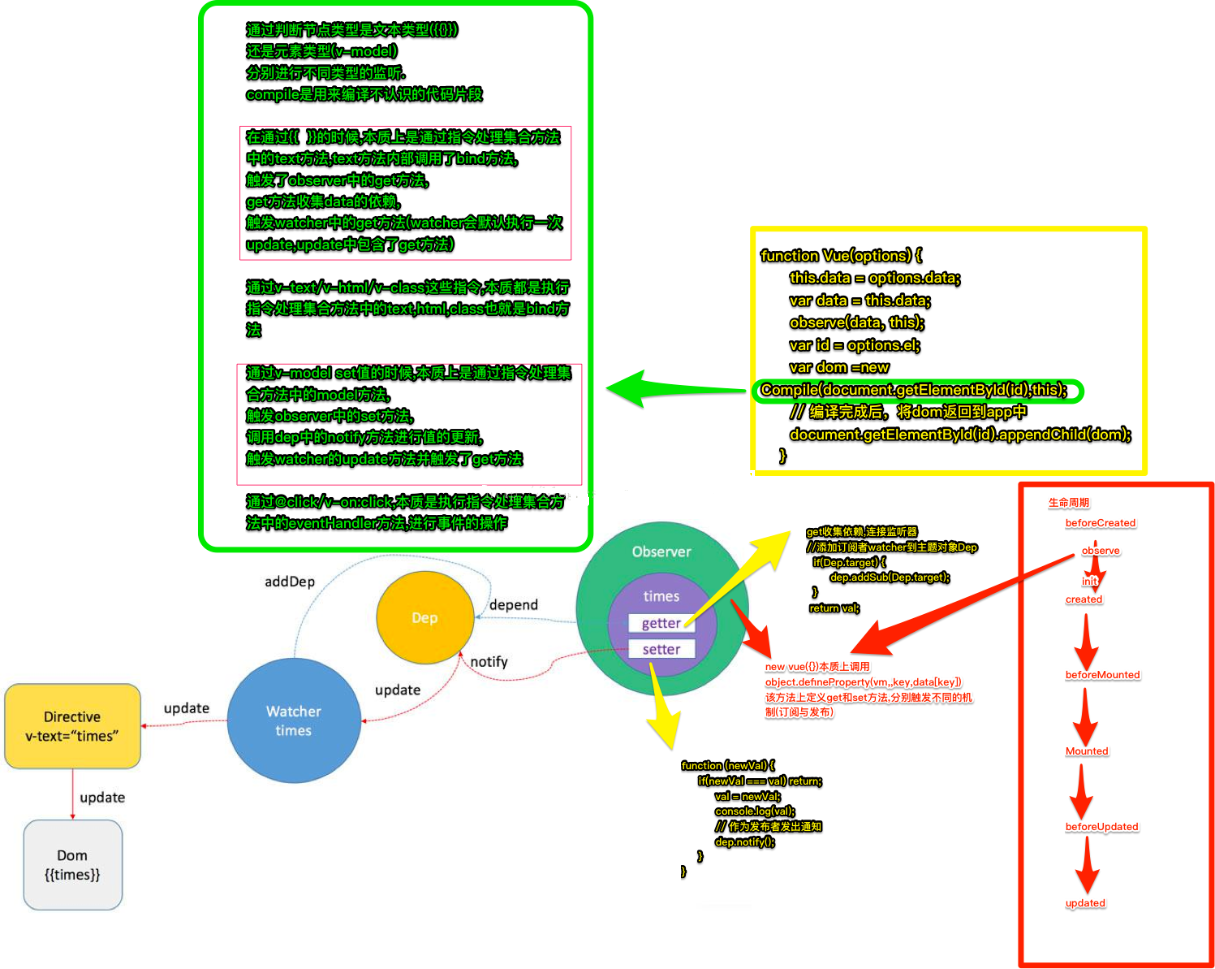 通过判断节点类型是文本类型({{}})
还是元素类型(v-model)
分别进行不同类型的监听.
compile是用来编译不认识的代码片段
在通过{{ }}的时候,本质上是通过指令处理集合方法
中的text方法,text方法内部调用了bind方法,
触发了observer中的get方法,
get方法收集data的依赖,
触发watcher中的get方法(watcher会默认执行一次
update,update中包含了get方法)
通过v-text/v-html/v-class这些指令,本质都是执行
指令处理集合方法中的text,html,class也就是bind方
法
通过v-model set值的时候,本质上是通过指令处理集
合方法中的model方法,
触发observer中的set方法,
调用dep中的notify方法进行值的更新,
触发watcher的update方法并触发了get方法
通过@click/v-on:click,本质是执行指令处理集合方
法中的eventHandler方法,进行事件的操作
function Vue(options) {
this.data = options.data;
var data = this.data;
observe(data, this);
var id = options.el;
var dom =new
Compile(document.getElementById(id),this);
// 编译完成后，将dom返回到app中
document.getElementById(id).appendChild(dom);
}
addDep
Dep
depend
notify
update
Watcher
times
update
Directive
v-text=“times”
update
Dom
{{times}}
Observer
times
getter
setter
get收集依赖,连接监听器
//添加订阅者watcher到主题对象Dep
if(Dep.target) {
dep.addSub(Dep.target);
}
return val;
new vue({})本质上调用
object.defineProperty(vm,,key,data[key])
该方法上定义get和set方法,分别触发不同的机
制(订阅与发布)
function (newVal) {
if(newVal === val) return;
val = newVal;
console.log(val);
// 作为发布者发出通知
dep.notify();
}
}
生命周期
beforeCreated
observe
init
created
beforeMounted
Mounted
beforeUpdated
updated